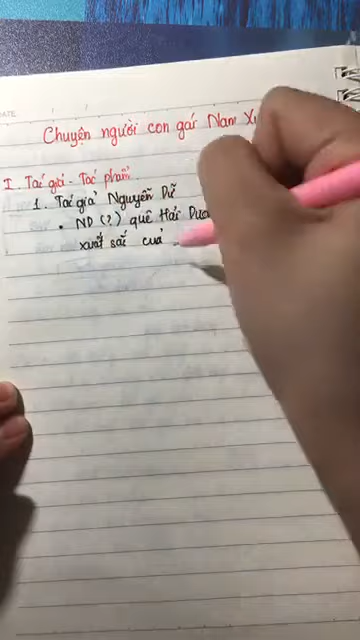 DATE / /
Chuyện người con gái Nam
I. Tác giả - Tác phẩm
1. Tác giả Nguyễn Dữ
• ND (?) quê Hải
xuất sắc của